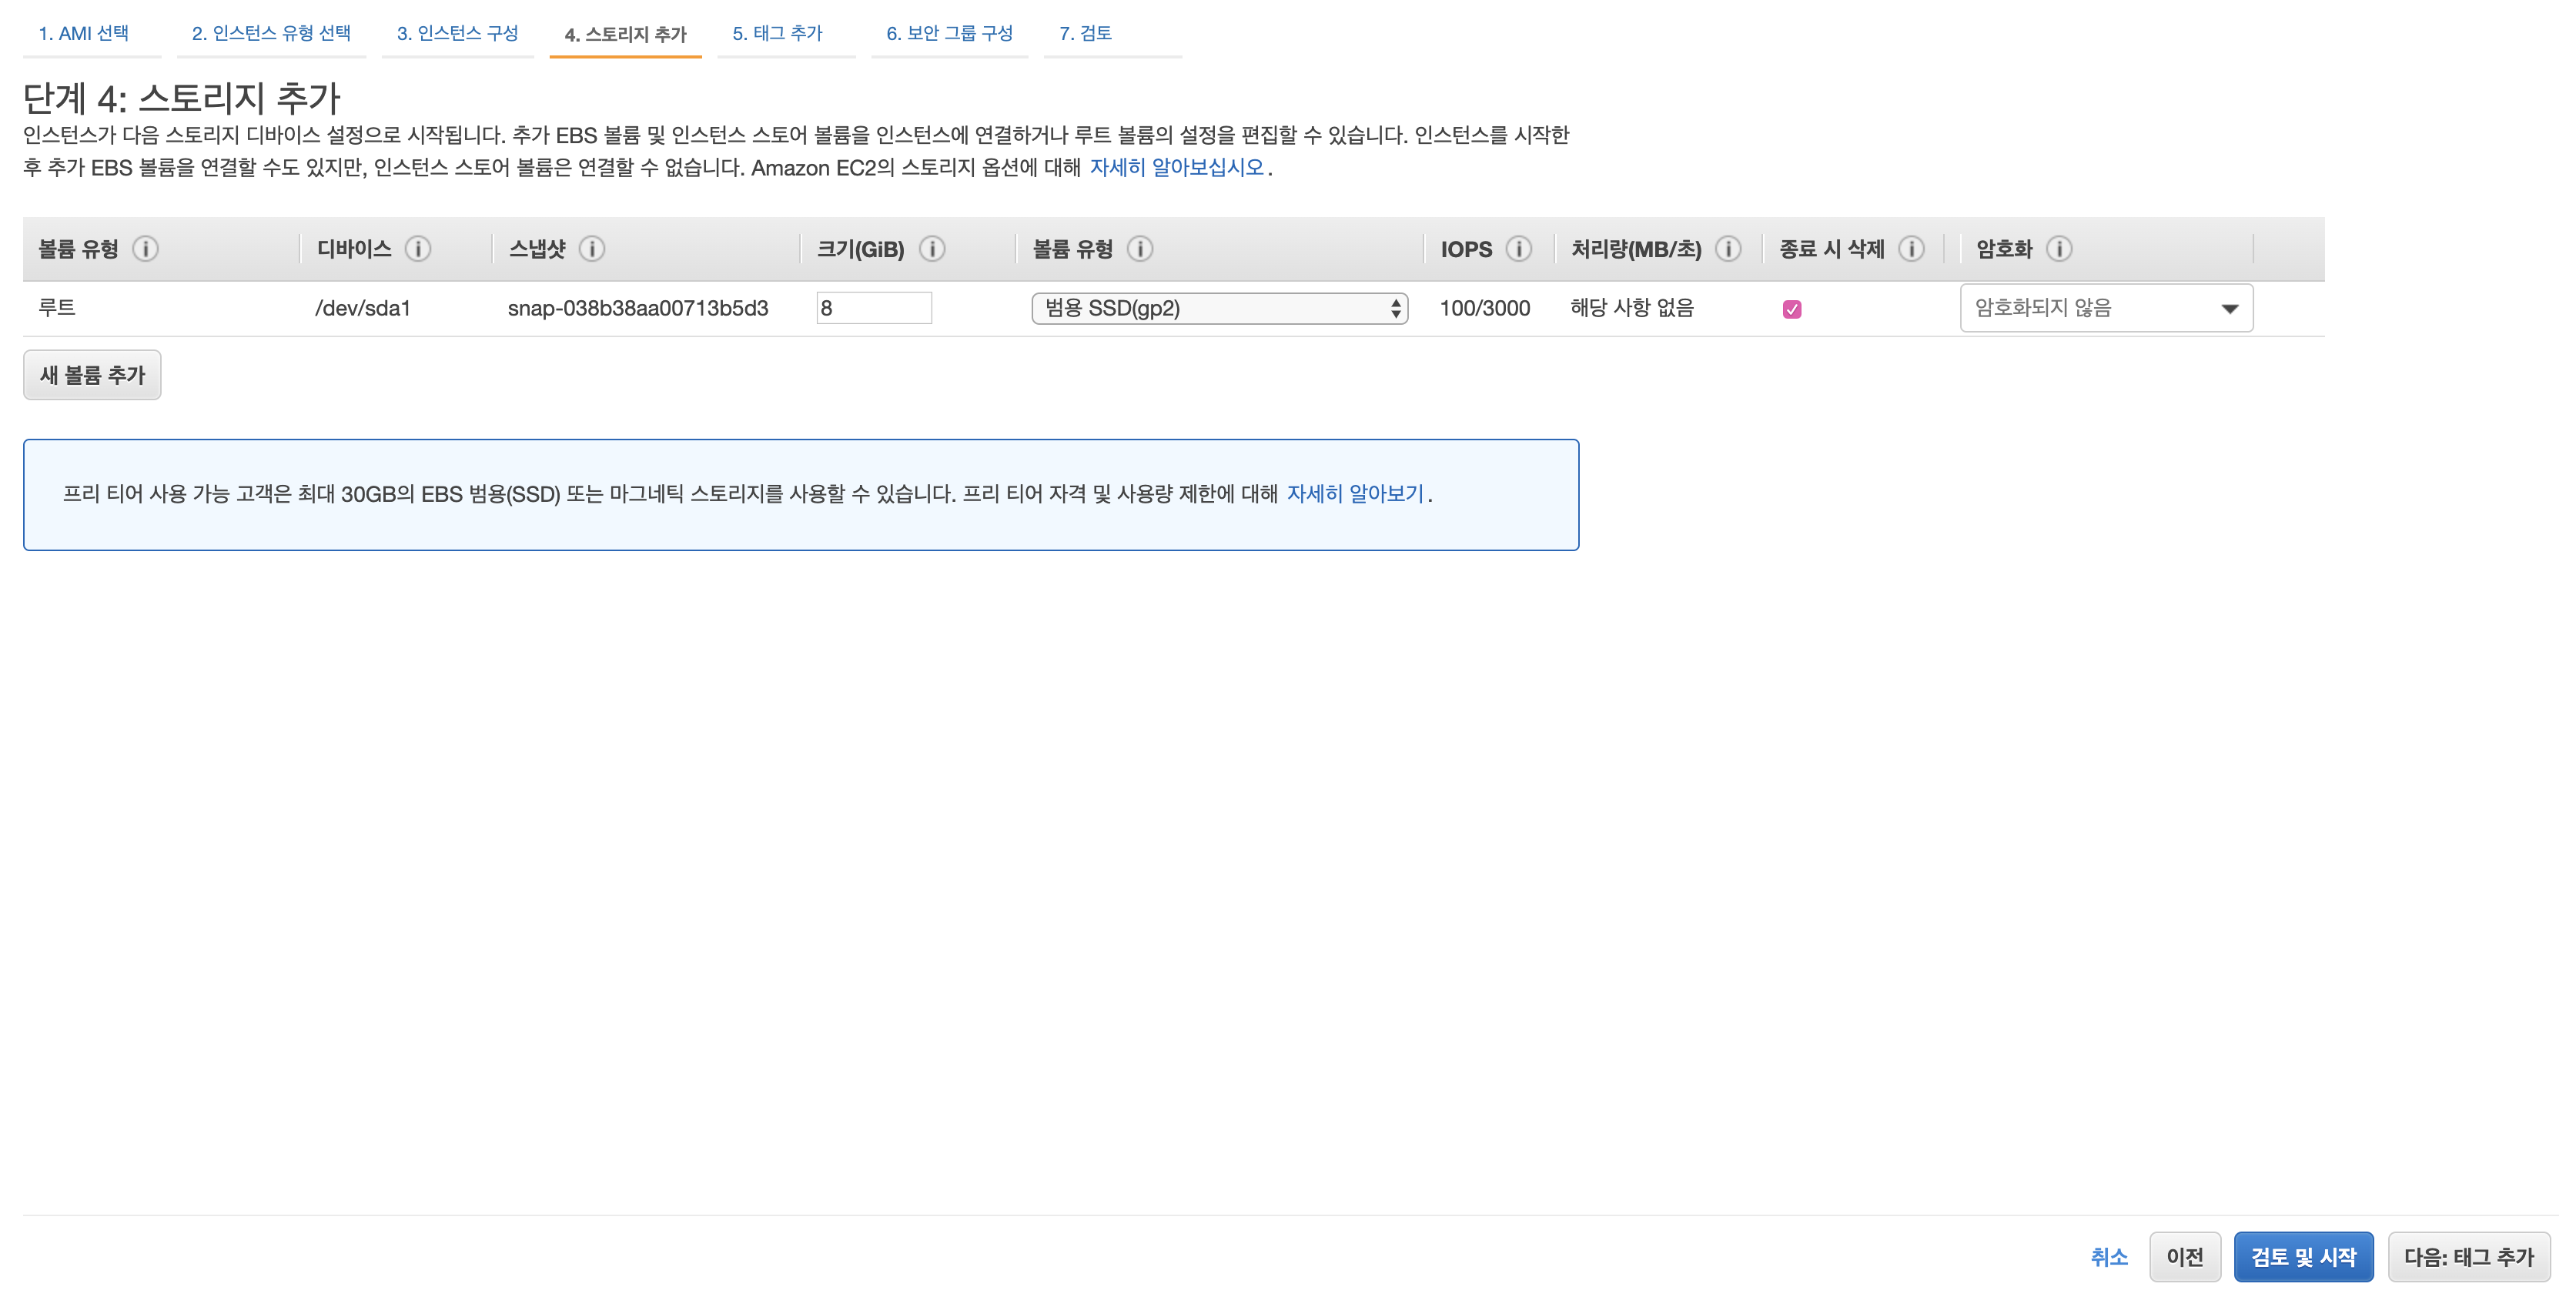 1. AMI 선택 2. 인스턴스 유형 선택 3. 인스턴스 구성 4. 스토리지 추가 5. 태그 추가 6. 보안 그룹 구성 7. 검토
단계 4: 스토리지 추가
인스턴스가 다음 스토리지 디바이스 설정으로 시작됩니다. 추가 EBS 볼륨 및 인스턴스 스토어 볼륨을 인스턴스에 연결하거나 루트 볼륨의 설정을 편집할 수 있습니다. 인스턴스를 시작한
후 추가 EBS 볼륨을 연결할 수도 있지만, 인스턴스 스토어 볼륨은 연결할 수 없습니다. Amazon EC2의 스토리지 옵션에 대해 자세히 알아보십시오.
볼륨 유형 i 디바이스 i 스냅샷 i 크기(GiB) i 볼륨 유형 i IOPS i 처리량(MB/초) i 종료 시 삭제 i 암호화 i
루트 /dev/sda1 snap-038b38aa00713b5d3 8 범용 SSD(gp2) 100/3000 해당 사항 없음 암호화되지 않음
새 볼륨 추가
프리 티어 사용 가능 고객은 최대 30GB의 EBS 범용(SSD) 또는 마그네틱 스토리지를 사용할 수 있습니다. 프리 티어 자격 및 사용량 제한에 대해 자세히 알아보기.
취소 이전 검토 및 시작 다음: 태그 추가